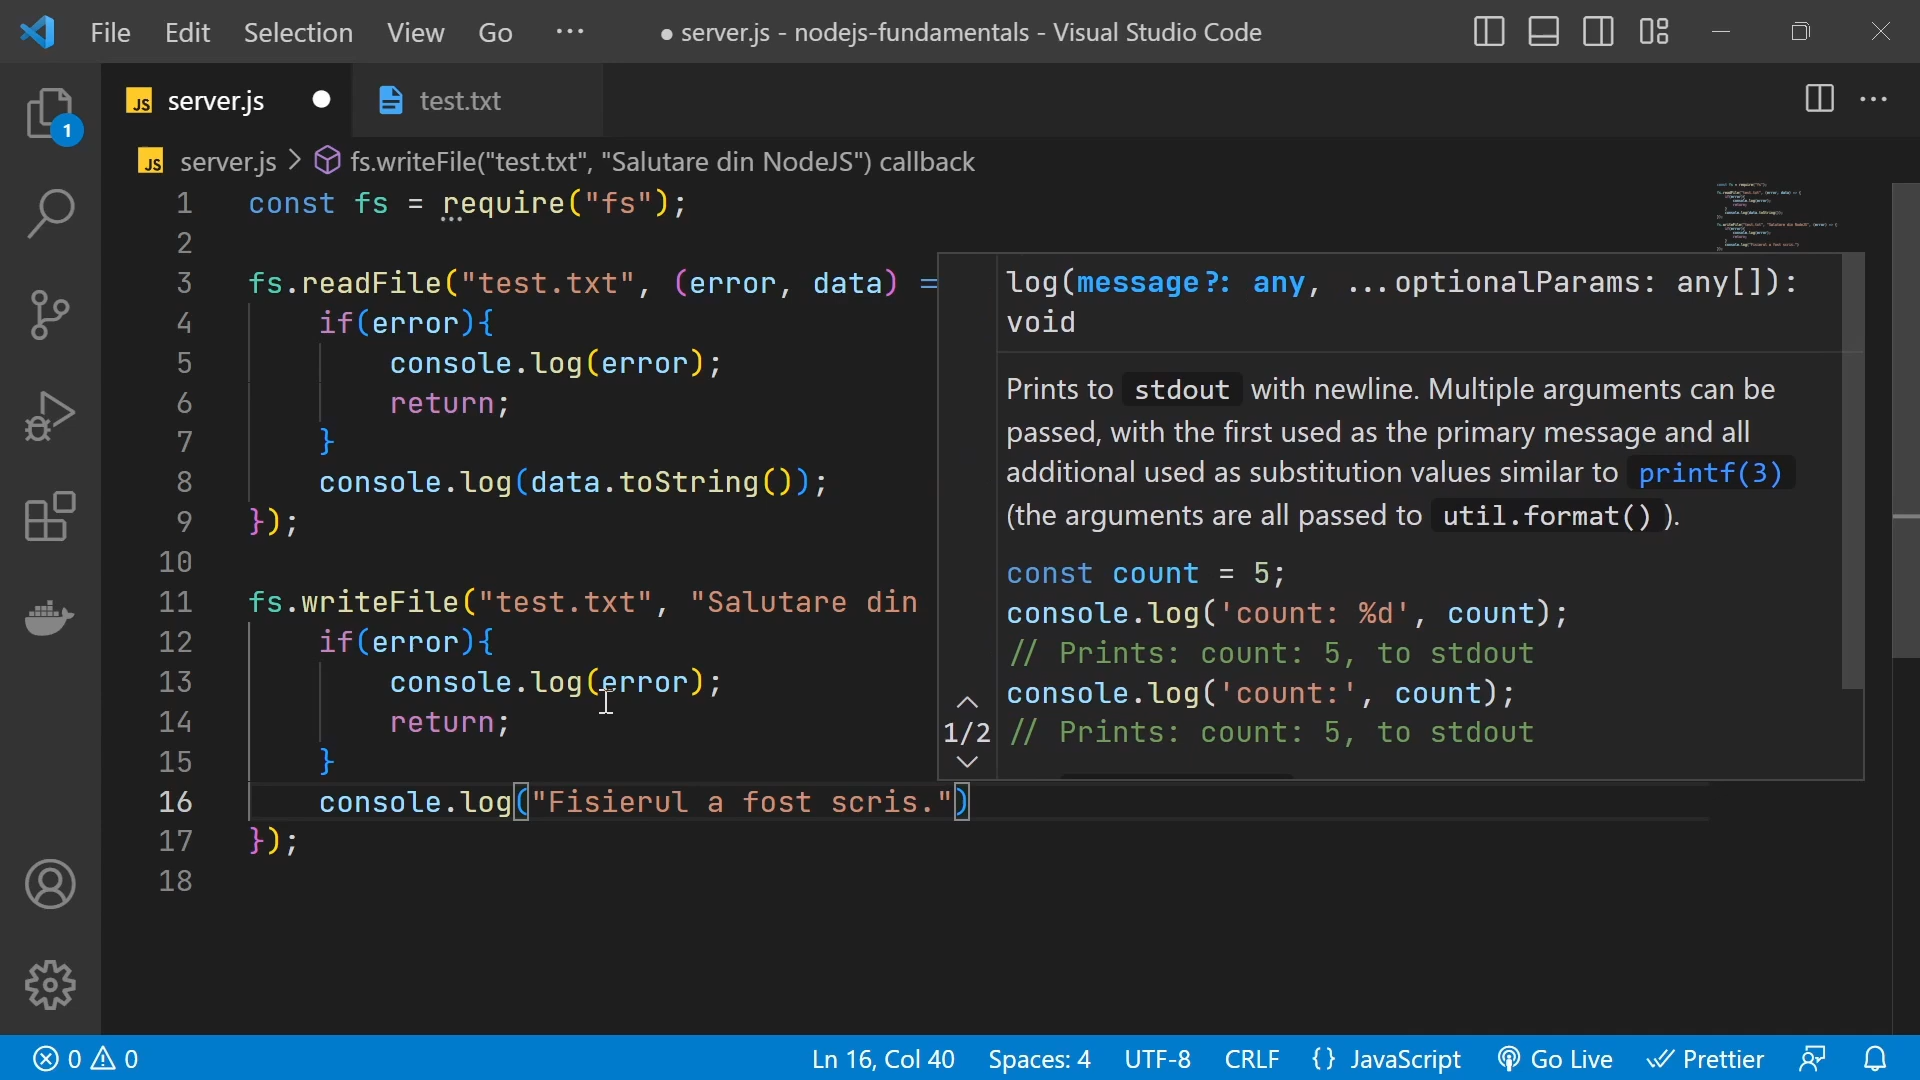 File Edit Selection View Go ··· ● server.js - nodejs-fundamentals - Visual Studio Code
JS server.js ● test.txt
JS server.js > fs.writeFile("test.txt", "Salutare din NodeJS") callback
1 const fs = require("fs");
2
3 fs.readFile("test.txt", (error, data) =
4 if(error){
5 console.log(error);
6 return;
7 }
8 console.log(data.toString());
9 });
10
11 fs.writeFile("test.txt", "Salutare din
12 if(error){
13 console.log(error);
14 return;
15 }
16 console.log("Fisierul a fost scris.")
17 });
18
log(message?: any, ...optionalParams: any[]):
void
Prints to stdout with newline. Multiple arguments can be
passed, with the first used as the primary message and all
additional used as substitution values similar to printf(3)
(the arguments are all passed to util.format() ).
const count = 5;
console.log('count: %d', count);
// Prints: count: 5, to stdout
console.log('count:', count);
// Prints: count: 5, to stdout
1/2
1
0 0 Ln 16, Col 40 Spaces: 4 UTF-8 CRLF {} JavaScript Go Live Prettier